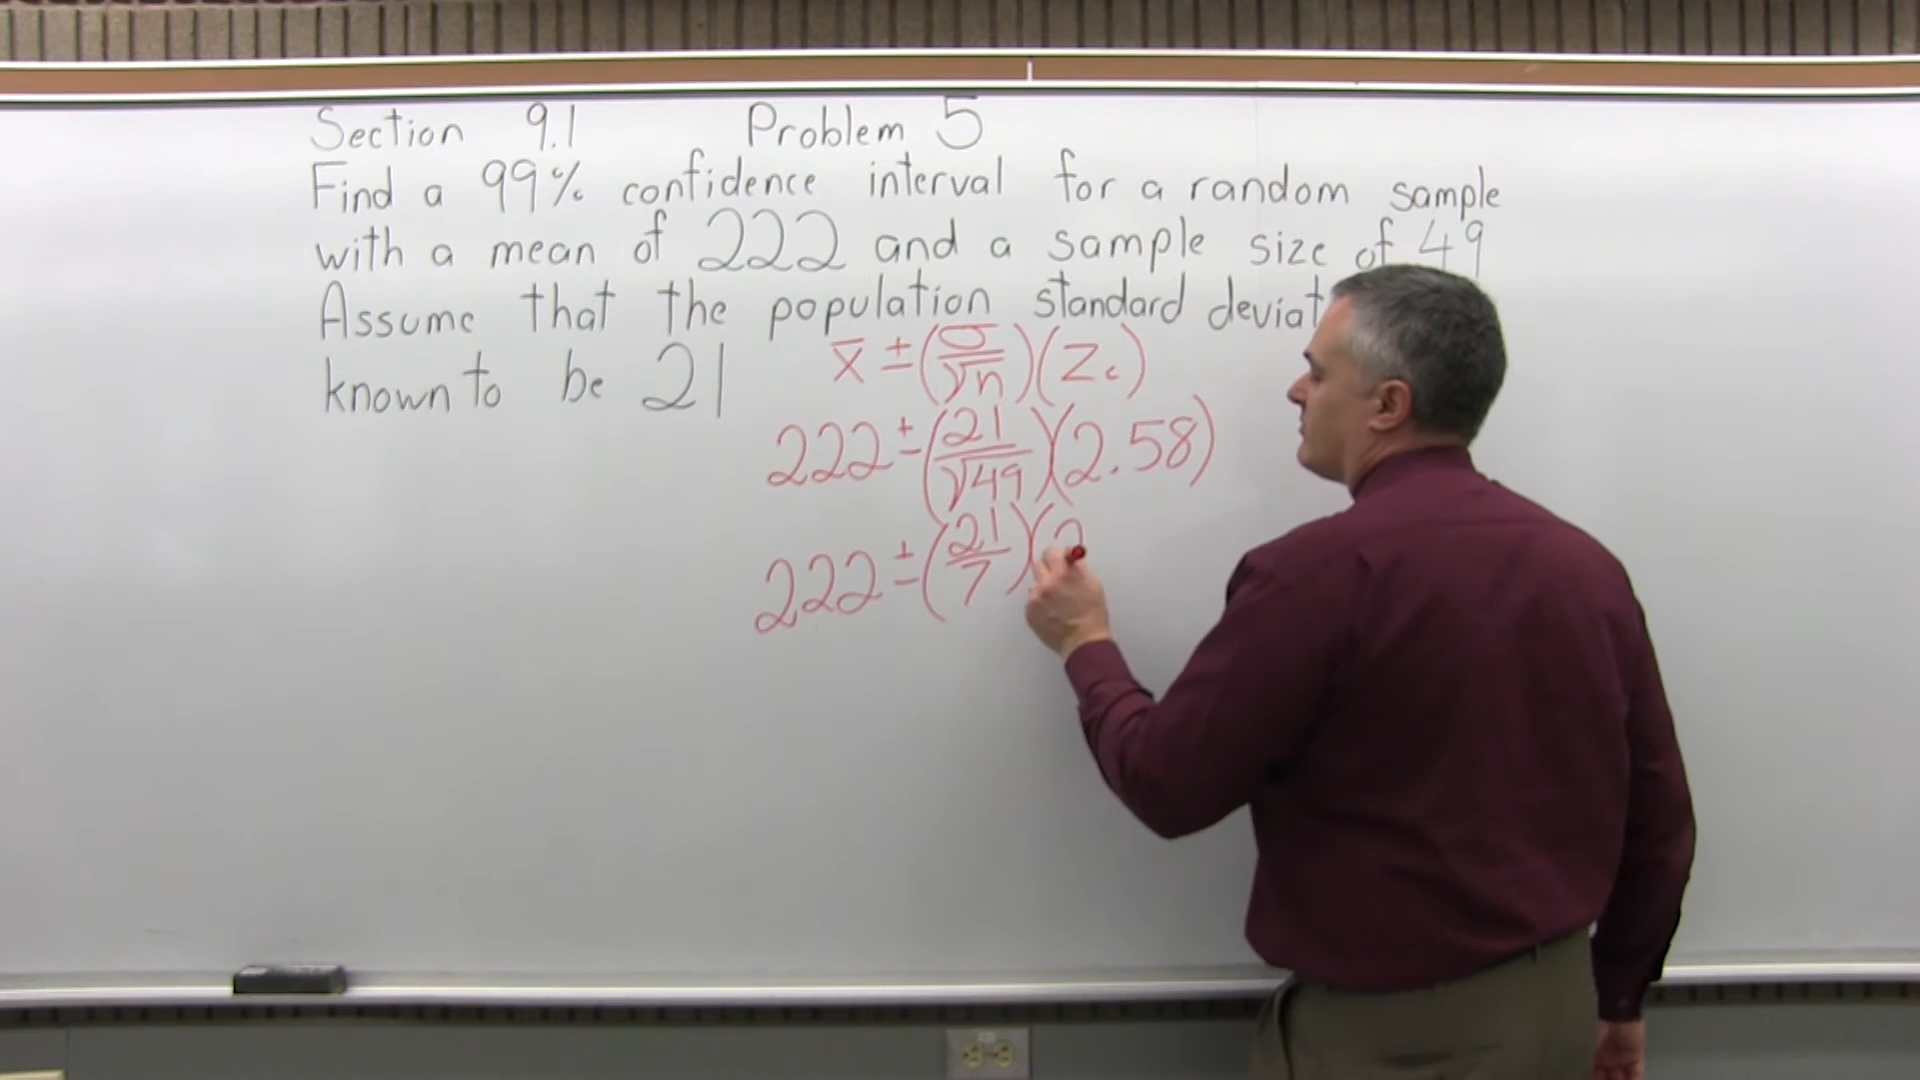 Section 9.1 Problem 5
Find a 99% confidence interval for a random sample
with a mean of 222 and a sample size of 49
Assume that the population standard deviat
known to be 21
x̄ ± (σ/√n)(Zc)
222 ± (21/√49)(2.58)
222 ± (21/7)(2